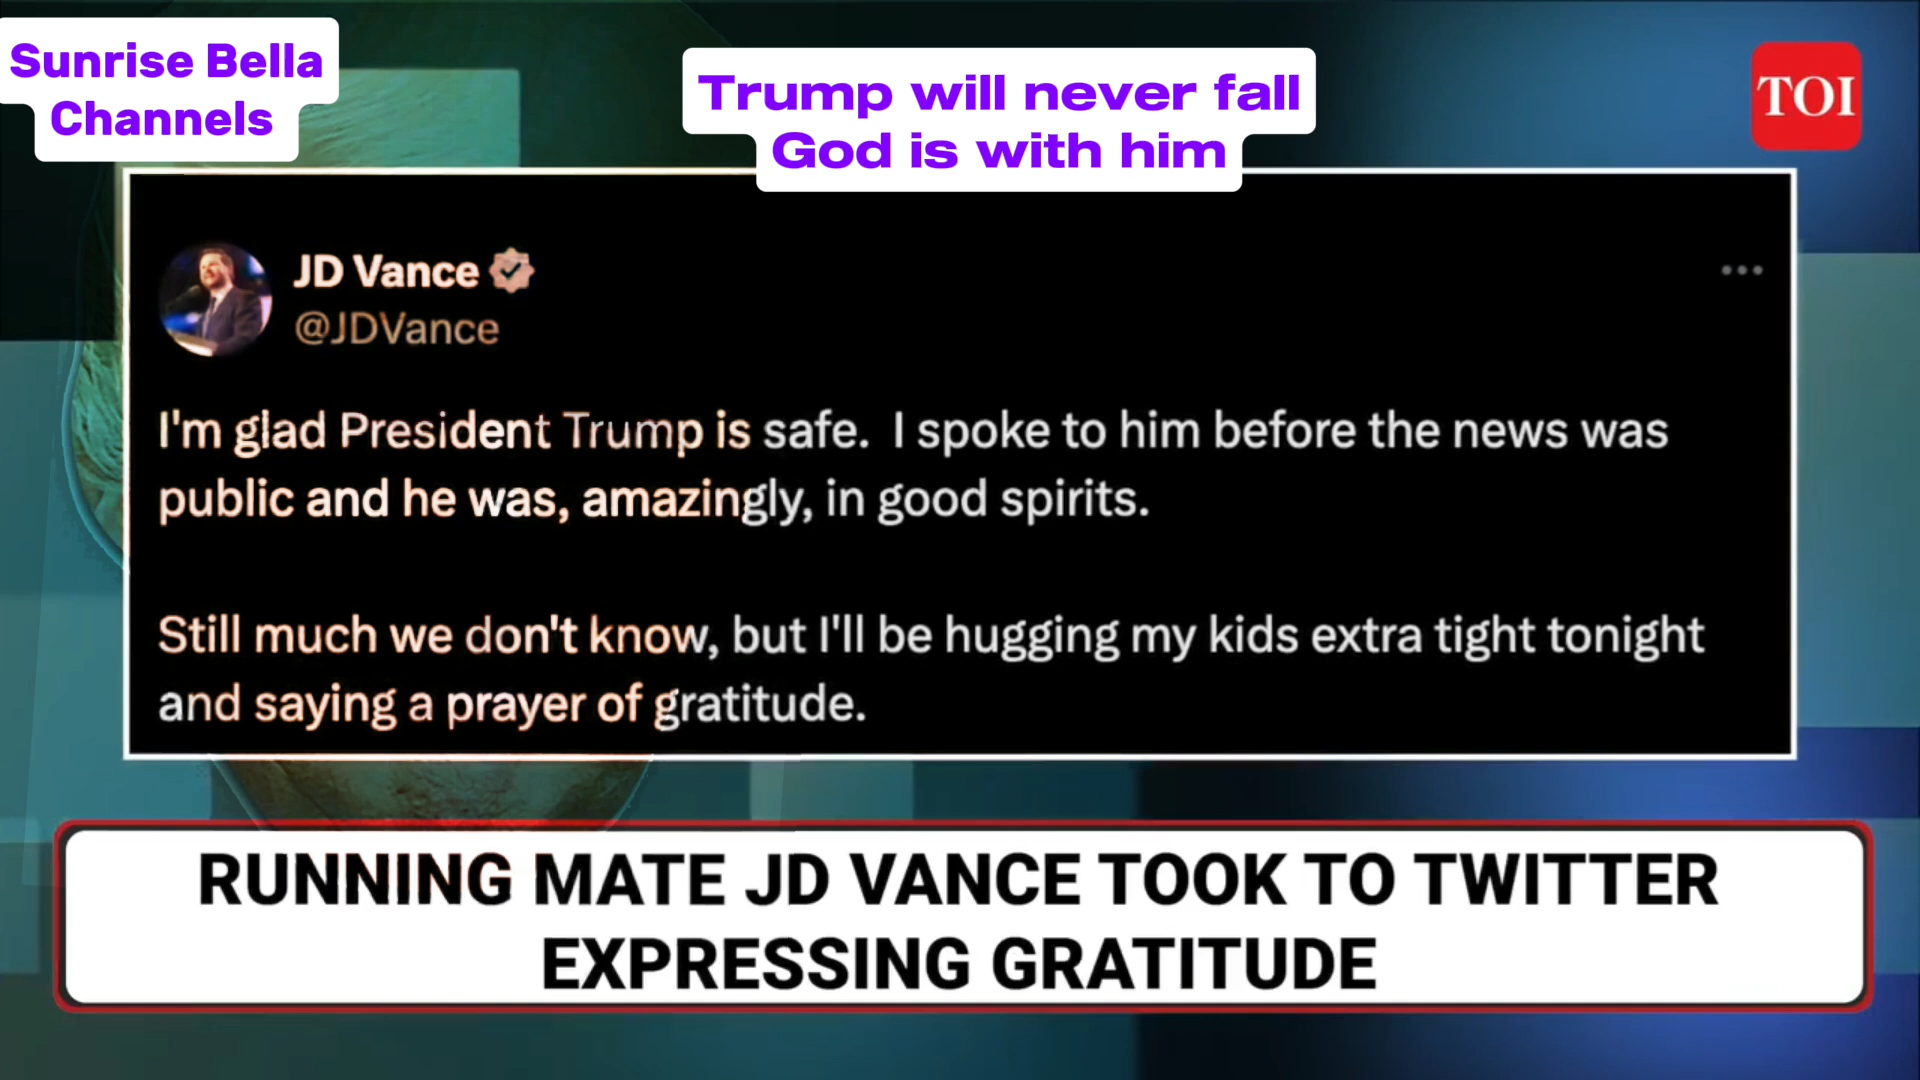 Sunrise Bella
Channels
Trump will never fall
God is with him
TOI
JD Vance
@JDVance
I'm glad President Trump is safe.  I spoke to him before the news was
public and he was, amazingly, in good spirits.
Still much we don't know, but I'll be hugging my kids extra tight tonight
and saying a prayer of gratitude.
RUNNING MATE JD VANCE TOOK TO TWITTER
EXPRESSING GRATITUDE